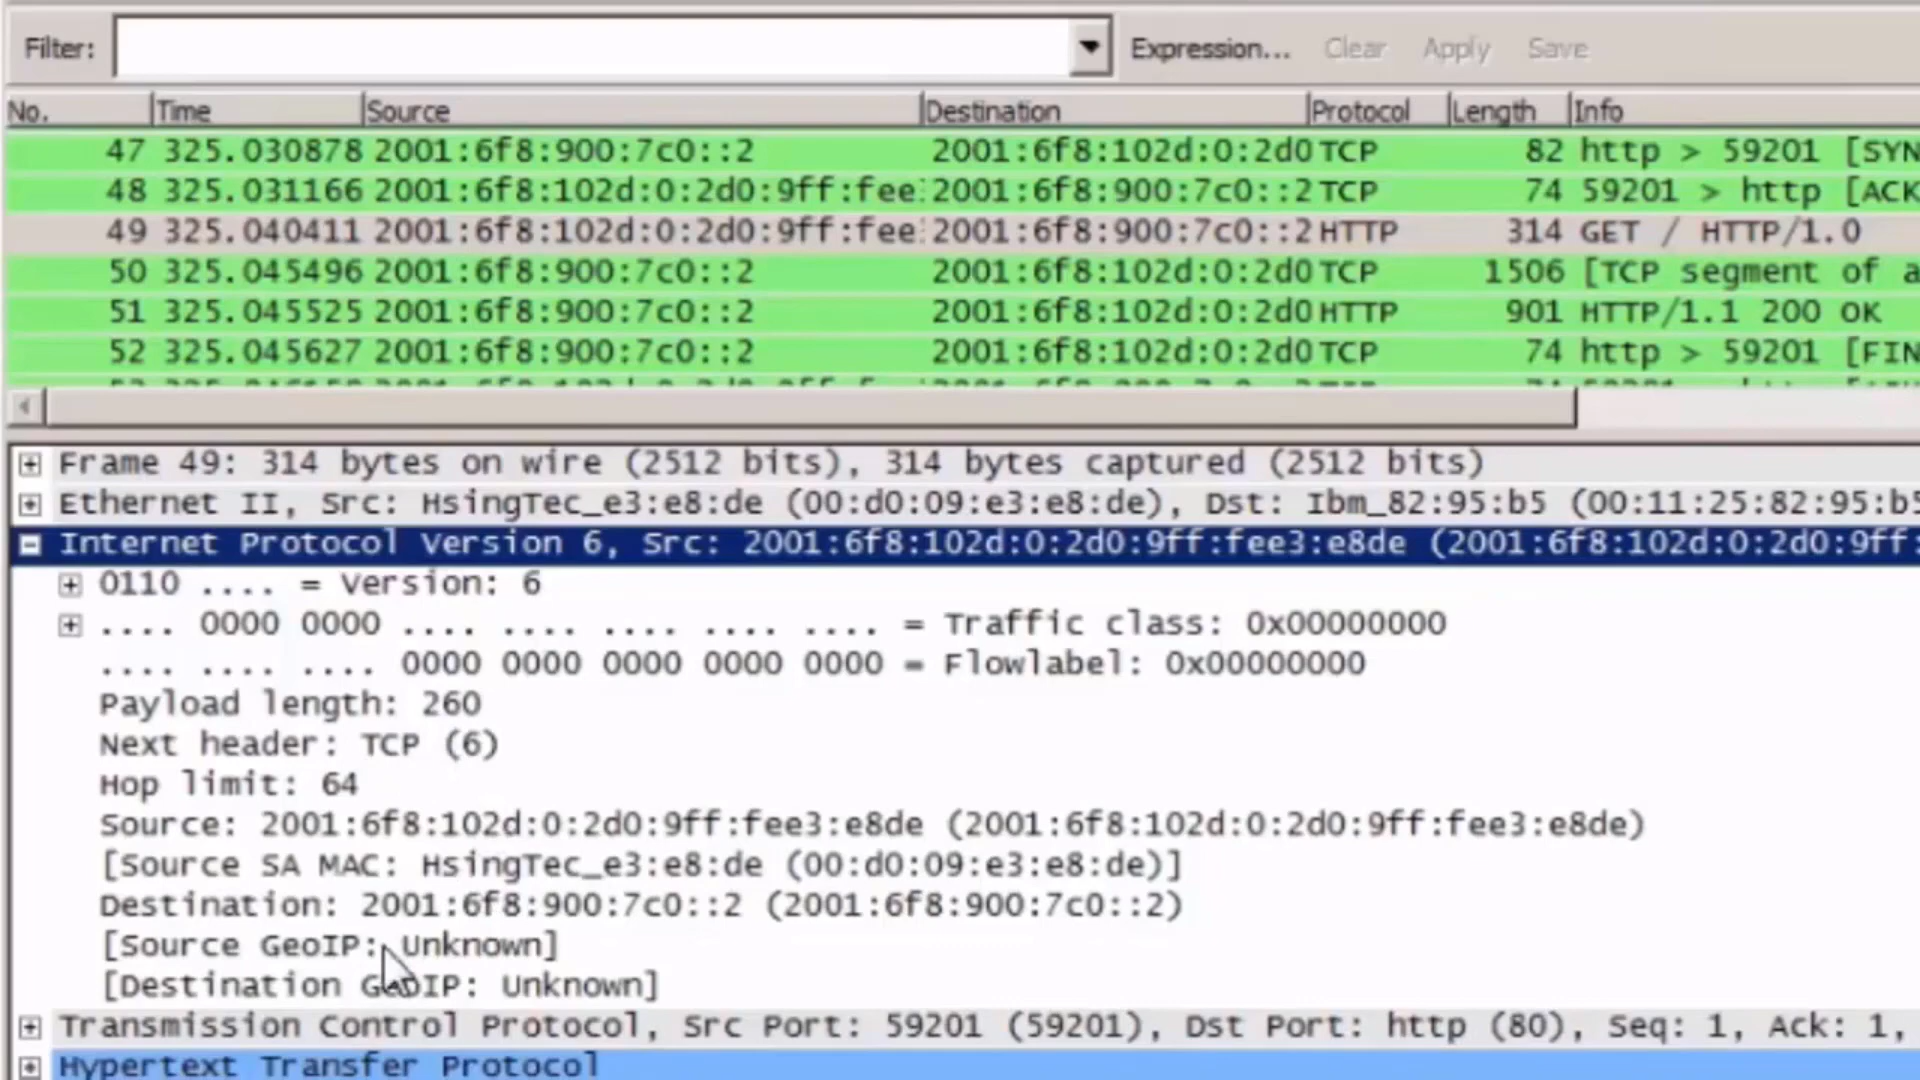 Filter: Expression... Clear Apply Save
No. Time Source Destination Protocol Length Info
47 325.030878 2001:6f8:900:7c0::2 2001:6f8:102d:0:2d0 TCP 82 http > 59201 [SYN
48 325.031166 2001:6f8:102d:0:2d0:9ff:fee 2001:6f8:900:7c0::2 TCP 74 59201 > http [ACK
49 325.040411 2001:6f8:102d:0:2d0:9ff:fee 2001:6f8:900:7c0::2 HTTP 314 GET / HTTP/1.0
50 325.045496 2001:6f8:900:7c0::2 2001:6f8:102d:0:2d0 TCP 1506 [TCP segment of a
51 325.045525 2001:6f8:900:7c0::2 2001:6f8:102d:0:2d0 HTTP 901 HTTP/1.1 200 OK
52 325.045627 2001:6f8:900:7c0::2 2001:6f8:102d:0:2d0 TCP 74 http > 59201 [FIN
Frame 49: 314 bytes on wire (2512 bits), 314 bytes captured (2512 bits)
Ethernet II, Src: HsingTec_e3:e8:de (00:d0:09:e3:e8:de), Dst: Ibm_82:95:b5 (00:11:25:82:95:b5
Internet Protocol Version 6, Src: 2001:6f8:102d:0:2d0:9ff:fee3:e8de (2001:6f8:102d:0:2d0:9ff:
0110 .... = Version: 6
.... 0000 0000 .... .... .... .... .... = Traffic class: 0x00000000
.... .... .... 0000 0000 0000 0000 0000 = Flowlabel: 0x00000000
Payload length: 260
Next header: TCP (6)
Hop limit: 64
Source: 2001:6f8:102d:0:2d0:9ff:fee3:e8de (2001:6f8:102d:0:2d0:9ff:fee3:e8de)
[Source SA MAC: HsingTec_e3:e8:de (00:d0:09:e3:e8:de)]
Destination: 2001:6f8:900:7c0::2 (2001:6f8:900:7c0::2)
[Source GeoIP: Unknown]
[Destination GeoIP: Unknown]
Transmission Control Protocol, Src Port: 59201 (59201), Dst Port: http (80), Seq: 1, Ack: 1,
Hypertext Transfer Protocol